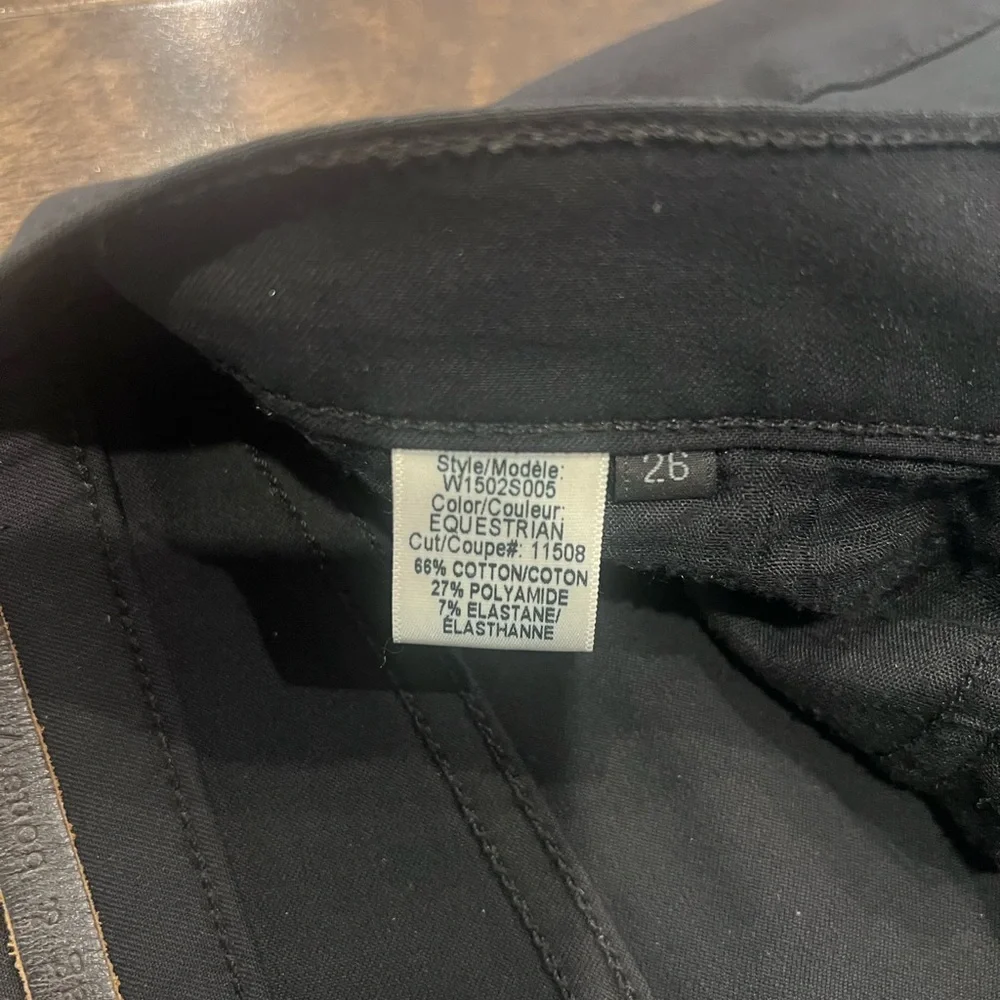 Style/Modèle:
W1502S005
Color/Couleur:
EQUESTRIAN
Cut/Coupe#: 11508
66% COTTON/COTON
27% POLYAMIDE
7% ELASTANE/
ÉLASTHANNE
26